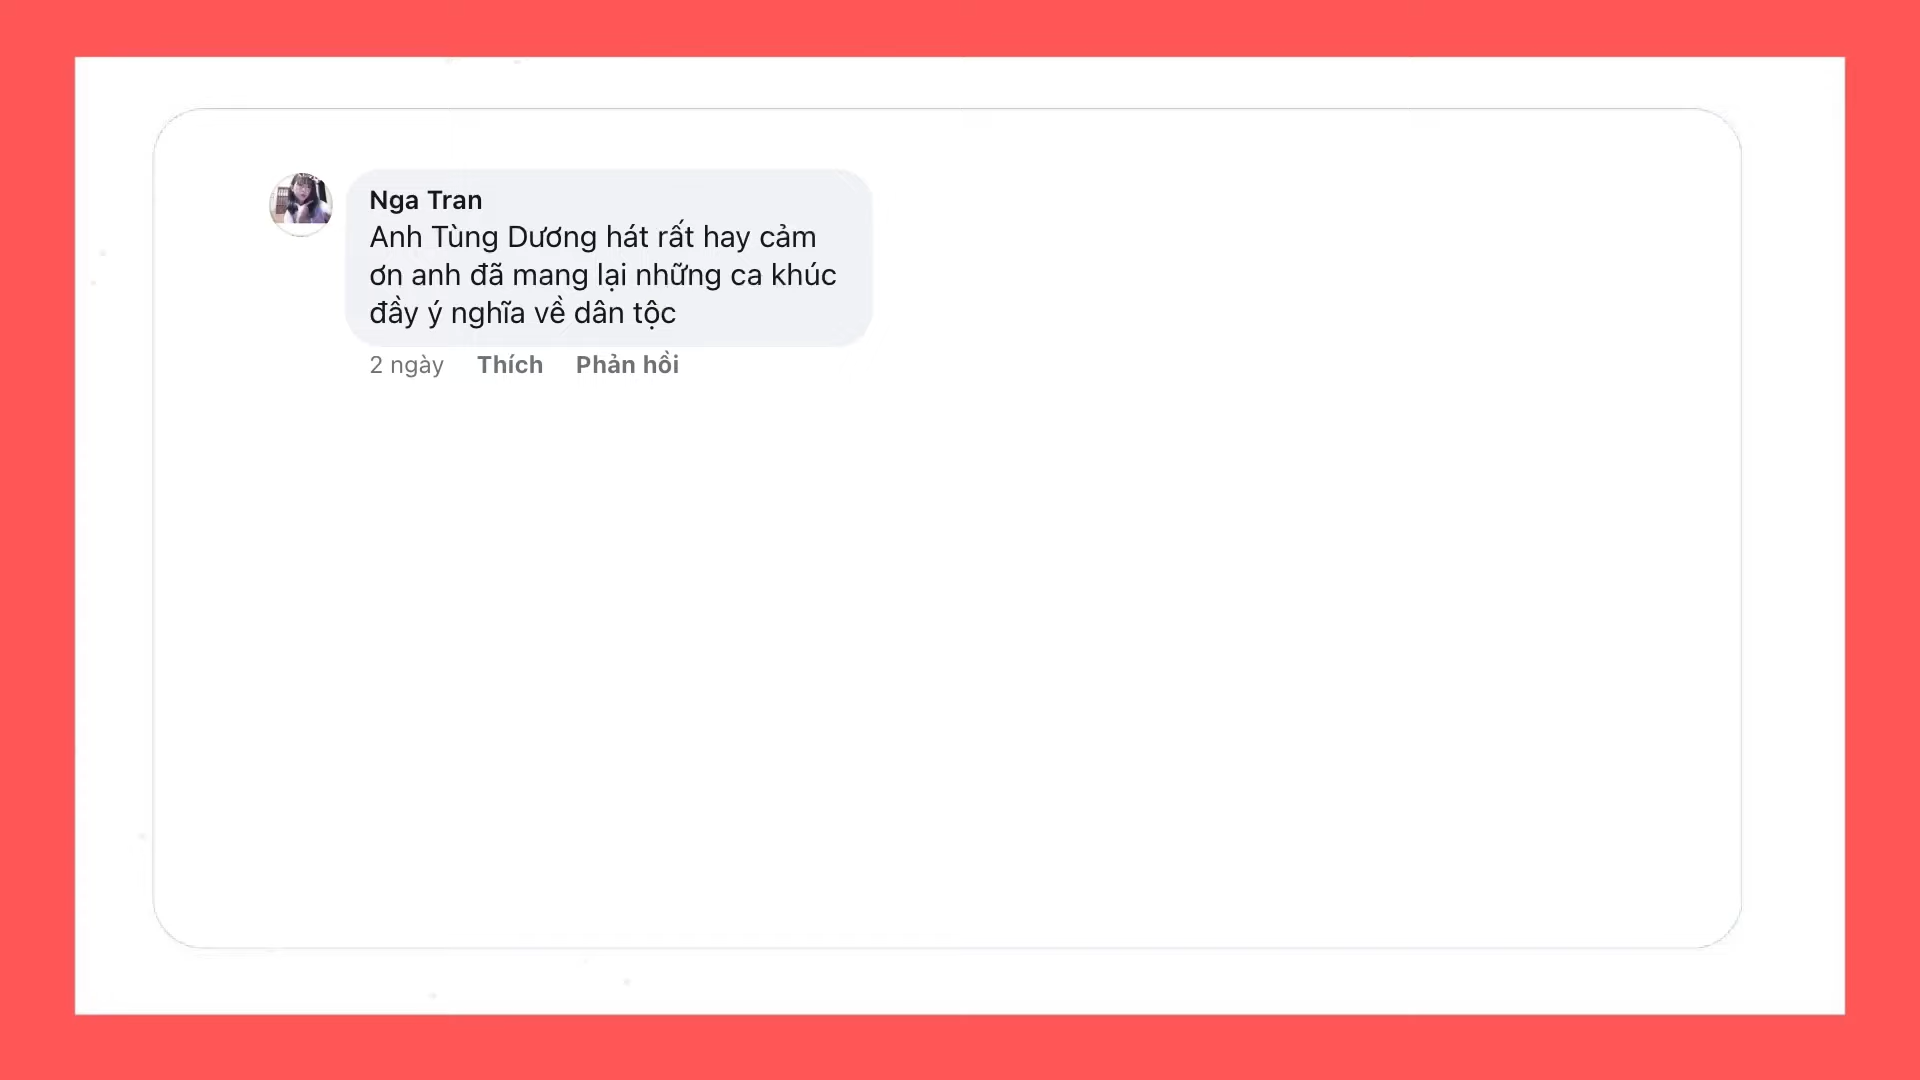 Nga Tran
Anh Tùng Dương hát rất hay cảm
ơn anh đã mang lại những ca khúc
đầy ý nghĩa về dân tộc
2 ngày Thích Phản hồi